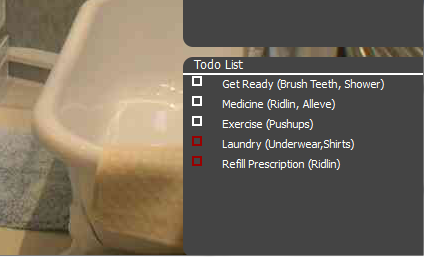 Todo List
Get Ready (Brush Teeth, Shower)
Medicine (Ridlin, Alleve)
Exercise (Pushups)
Laundry (Underwear,Shirts)
Refill Prescription (Ridlin)